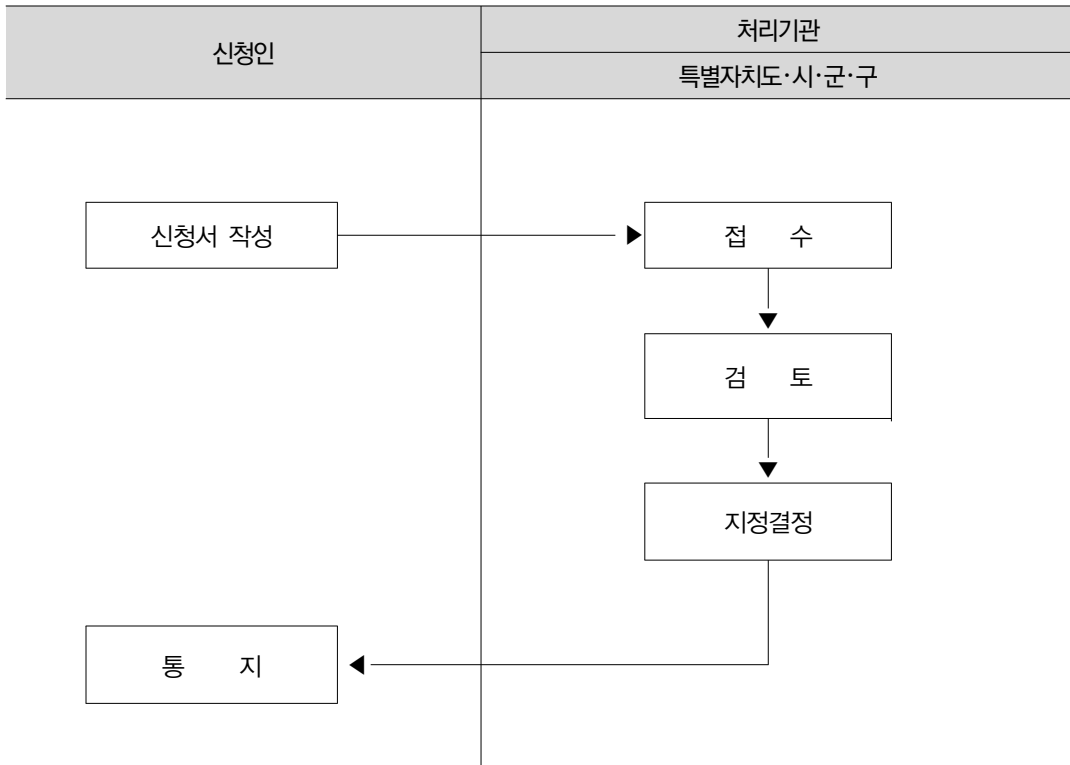 신청인
처리기관
특별자치도·시·군·구
신청서 작성
접 수
검 토
지정결정
통 지